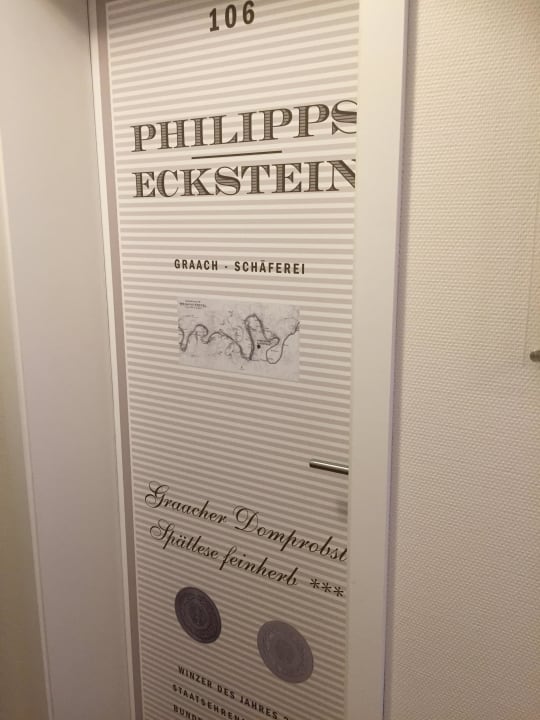 106
PHILIPPS
ECKSTEIN
GRAACH · SCHÄFEREI
Graacher Domprobst
Spätlese feinherb ***
WINZER DES JAHRES